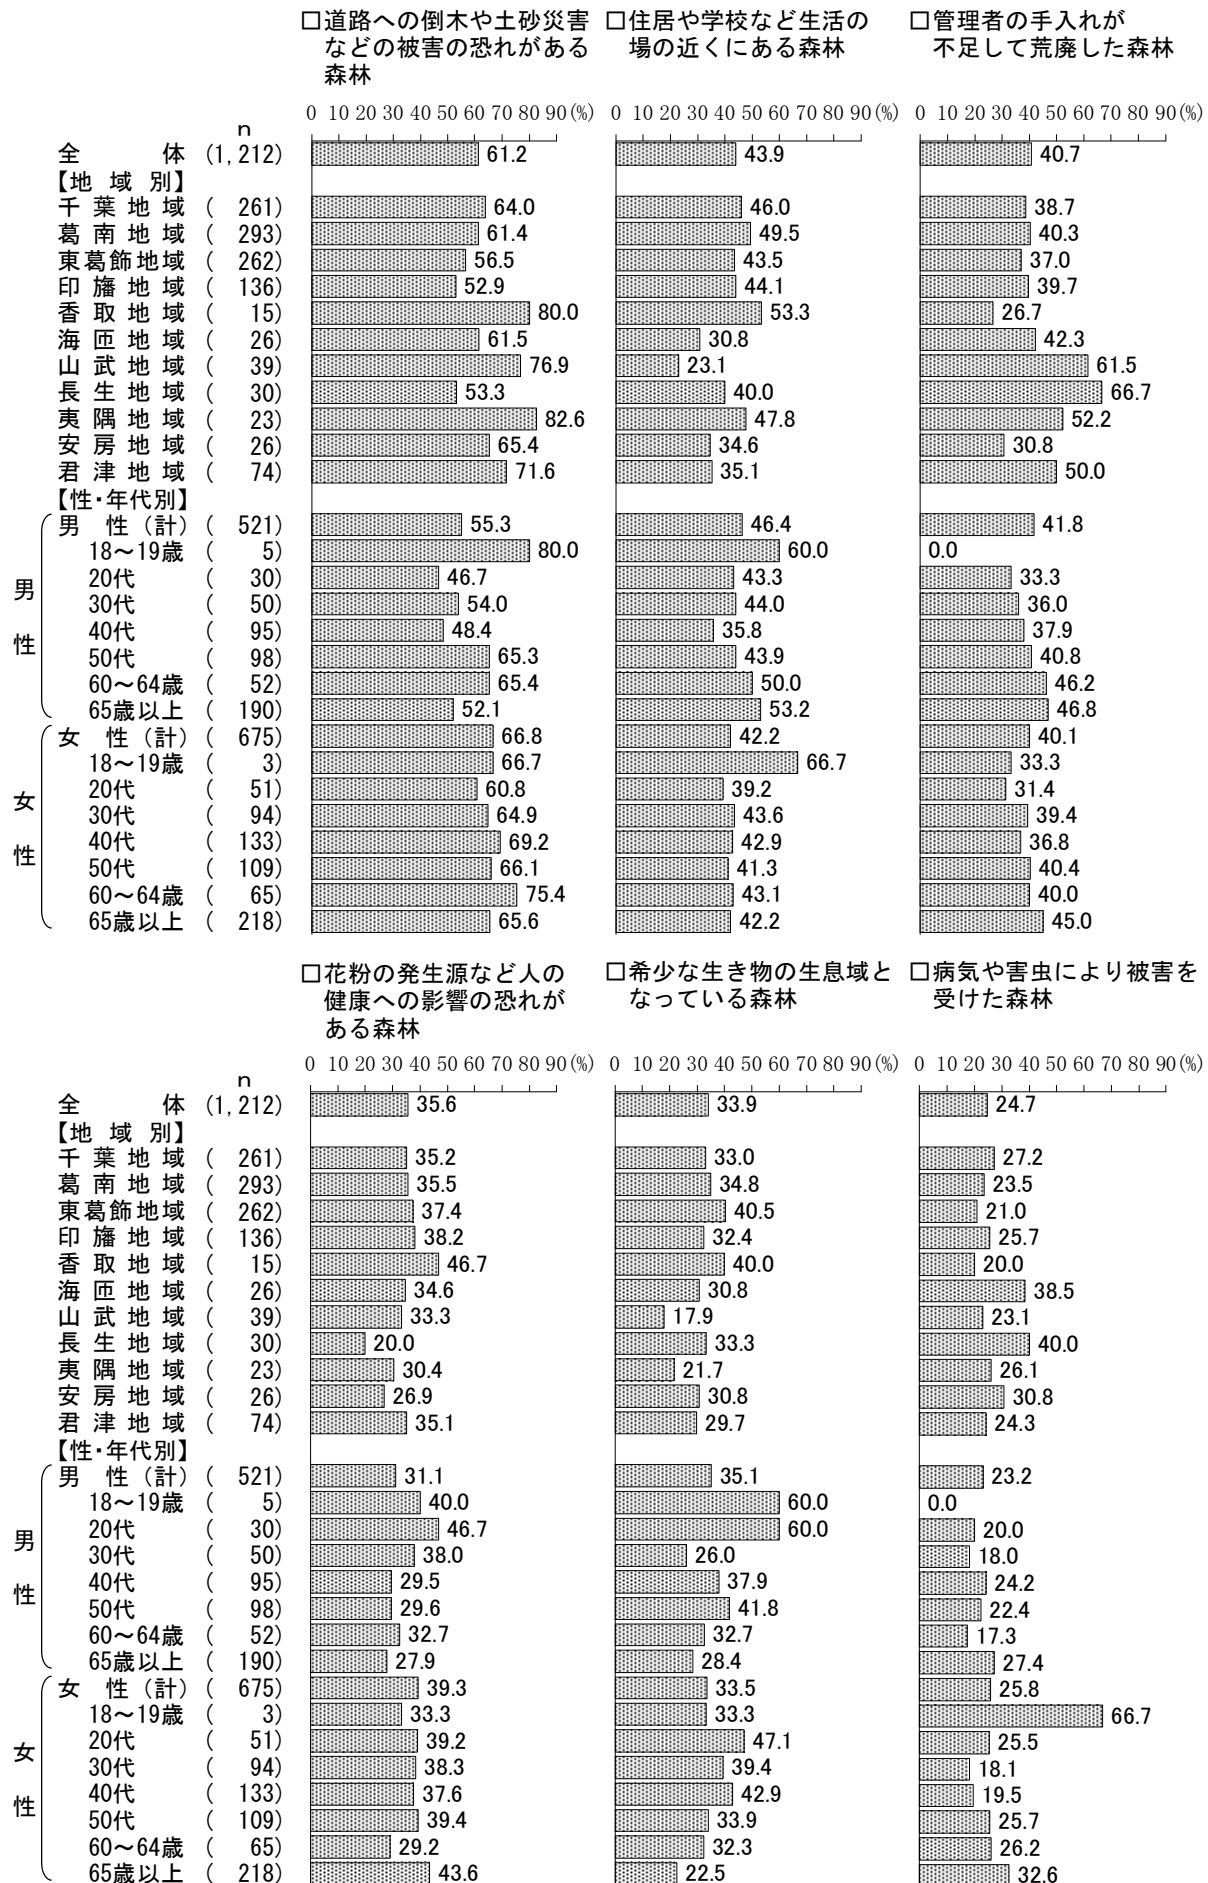 □道路への倒木や土砂災害 □住居や学校など生活の □管理者の手入れが
などの被害の恐れがある 場の近くにある森林 不足して荒廃した森林
森林
0 10 20 30 40 50 60 70 80 90(%) 0 10 20 30 40 50 60 70 80 90(%) 0 10 20 30 40 50 60 70 80 90(%)
n
全体 (1,212) 61.2 43.9 40.7
【地域別】
千葉地域 (261) 64.0 46.0 38.7
葛南地域 (293) 61.4 49.5 40.3
東葛飾地域 (262) 56.5 43.5 37.0
印旛地域 (136) 52.9 44.1 39.7
香取地域 (15) 80.0 53.3 26.7
海匝地域 (26) 61.5 30.8 42.3
山武地域 (39) 76.9 23.1 61.5
長生地域 (30) 53.3 40.0 66.7
夷隅地域 (23) 82.6 47.8 52.2
安房地域 (26) 65.4 34.6 30.8
君津地域 (74) 71.6 35.1 50.0
【性・年代別】
男性(計) (521) 55.3 46.4 41.8
18～19歳 (5) 80.0 60.0 0.0
20代 (30) 46.7 43.3 33.3
男
30代 (50) 54.0 44.0 36.0
40代 (95) 48.4 35.8 37.9
性
50代 (98) 65.3 43.9 40.8
60～64歳 (52) 65.4 50.0 46.2
65歳以上 (190) 52.1 53.2 46.8
女性(計) (675) 66.8 42.2 40.1
18～19歳 (3) 66.7 66.7 33.3
20代 (51) 60.8 39.2 31.4
女
30代 (94) 64.9 43.6 39.4
40代 (133) 69.2 42.9 36.8
性
50代 (109) 66.1 41.3 40.4
60～64歳 (65) 75.4 43.1 40.0
65歳以上 (218) 65.6 42.2 45.0
□花粉の発生源など人の □希少な生き物の生息域と □病気や害虫により被害を
健康への影響の恐れが なっている森林 受けた森林
ある森林
0 10 20 30 40 50 60 70 80 90(%) 0 10 20 30 40 50 60 70 80 90(%) 0 10 20 30 40 50 60 70 80 90(%)
n
全体 (1,212) 35.6 33.9 24.7
【地域別】
千葉地域 (261) 35.2 33.0 27.2
葛南地域 (293) 35.5 34.8 23.5
東葛飾地域 (262) 37.4 40.5 21.0
印旛地域 (136) 38.2 32.4 25.7
香取地域 (15) 46.7 40.0 20.0
海匝地域 (26) 34.6 30.8 38.5
山武地域 (39) 33.3 17.9 23.1
長生地域 (30) 20.0 33.3 40.0
夷隅地域 (23) 30.4 21.7 26.1
安房地域 (26) 26.9 30.8 30.8
君津地域 (74) 35.1 29.7 24.3
【性・年代別】
男性(計) (521) 31.1 35.1 23.2
18～19歳 (5) 40.0 60.0 0.0
20代 (30) 46.7 60.0 20.0
男
30代 (50) 38.0 26.0 18.0
40代 (95) 29.5 37.9 24.2
性
50代 (98) 29.6 41.8 22.4
60～64歳 (52) 32.7 32.7 17.3
65歳以上 (190) 27.9 28.4 27.4
女性(計) (675) 39.3 33.5 25.8
18～19歳 (3) 33.3 33.3 66.7
20代 (51) 39.2 47.1 25.5
女
30代 (94) 38.3 39.4 18.1
40代 (133) 37.6 42.9 19.5
性
50代 (109) 39.4 33.9 25.7
60～64歳 (65) 29.2 32.3 26.2
65歳以上 (218) 43.6 22.5 32.6